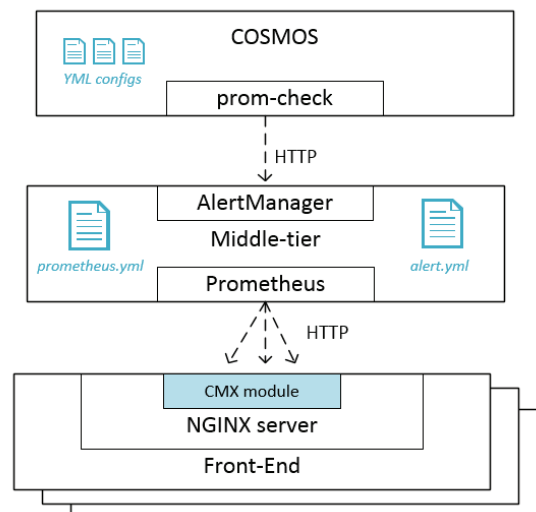 COSMOS
YML configs
prom-check
HTTP
AlertManager
Middle-tier
prometheus.yml
alert.yml
Prometheus
HTTP
CMX module
NGINX server
Front-End